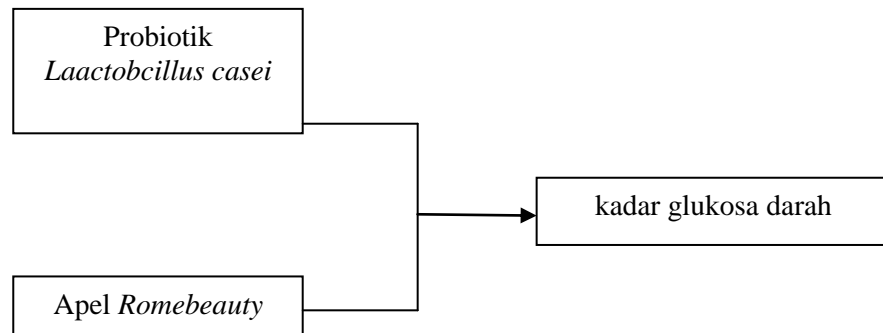 Probiotik
Laactobcillus casei
kadar glukosa darah
Apel Romebeauty